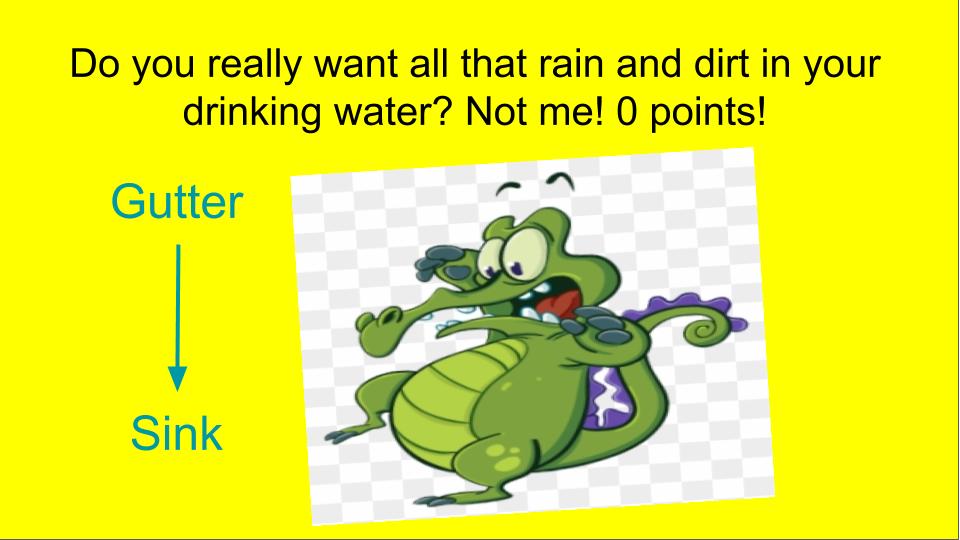 Do you really want all that rain and dirt in your
drinking water? Not me! 0 points!
Gutter
Sink